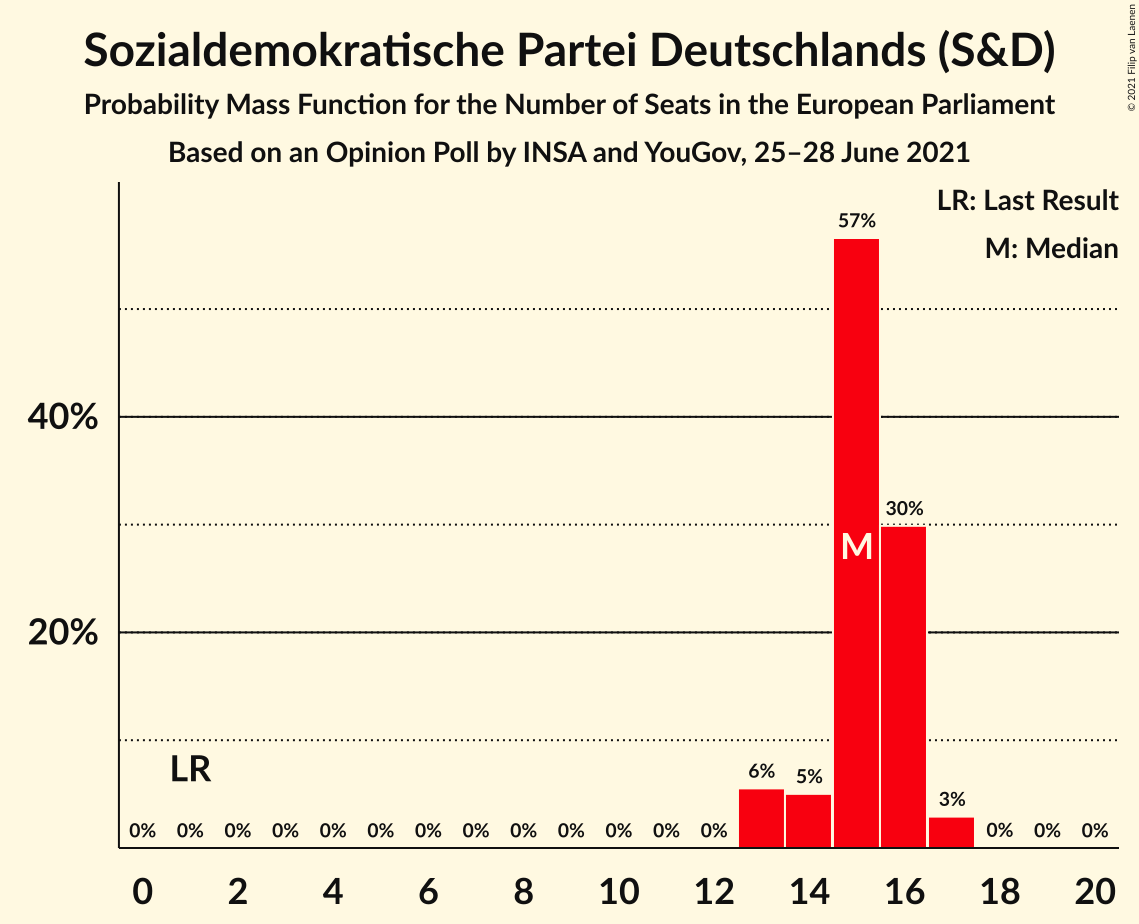 Sozialdemokratische Partei Deutschlands (S&D)
Probability Mass Function for the Number of Seats in the European Parliament
Based on an Opinion Poll by INSA and YouGov, 25–28 June 2021
© 2021 Filip van Laenen
LR: Last Result
M: Median
57%
40%
30%
M
20%
LR
6%
5%
3%
0% 0% 0% 0% 0% 0% 0% 0% 0% 0% 0% 0% 0% 0% 0% 0%
0 2 4 6 8 10 12 14 16 18 20